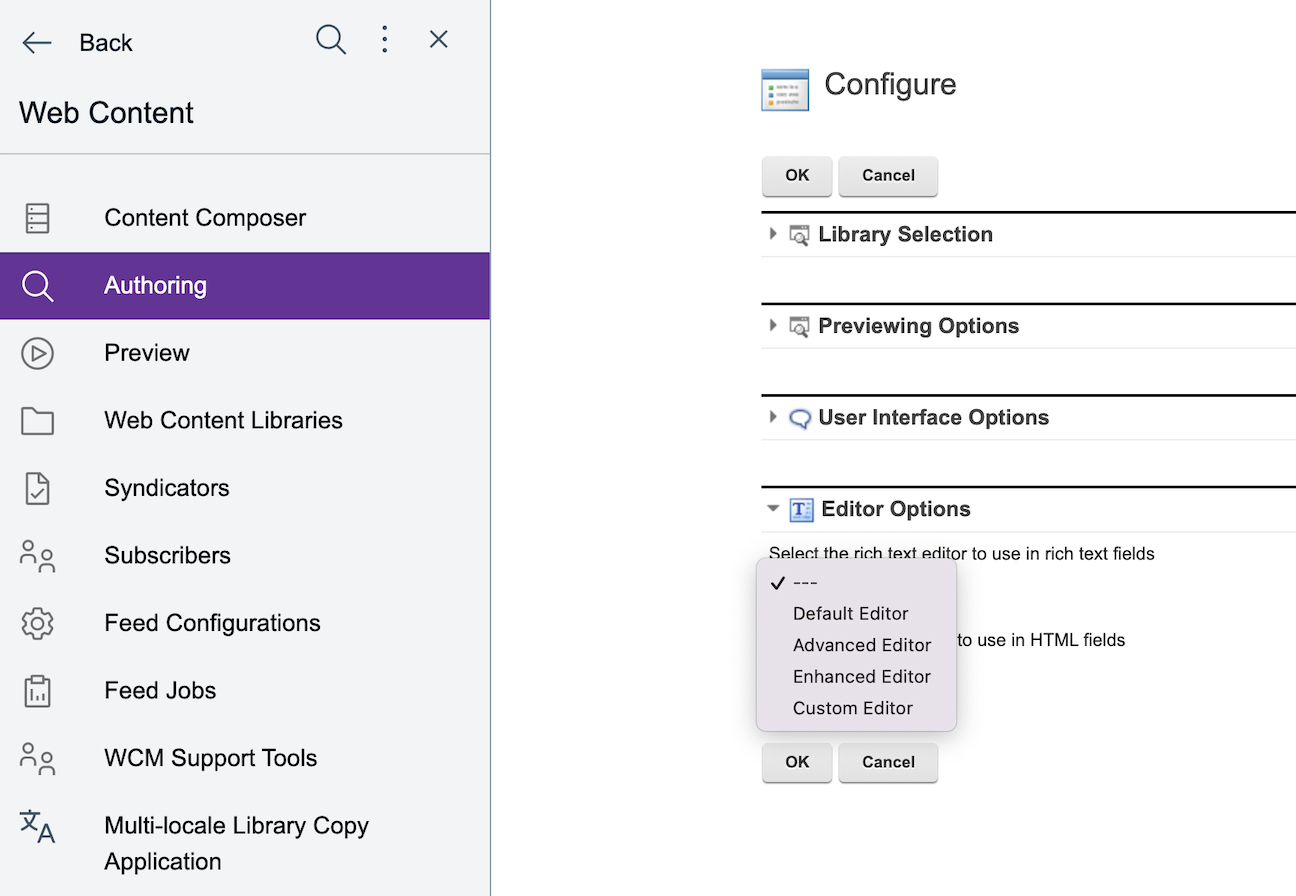 Back
Web Content
Content Composer
Authoring
Preview
Web Content Libraries
Syndicators
Subscribers
Feed Configurations
Feed Jobs
WCM Support Tools
Multi-locale Library Copy
Application
Configure
OK Cancel
Library Selection
Previewing Options
User Interface Options
Editor Options
Select the rich text editor to use in rich text fields
✓ ---
Default Editor
Advanced Editor
to use in HTML fields
Enhanced Editor
Custom Editor
OK Cancel